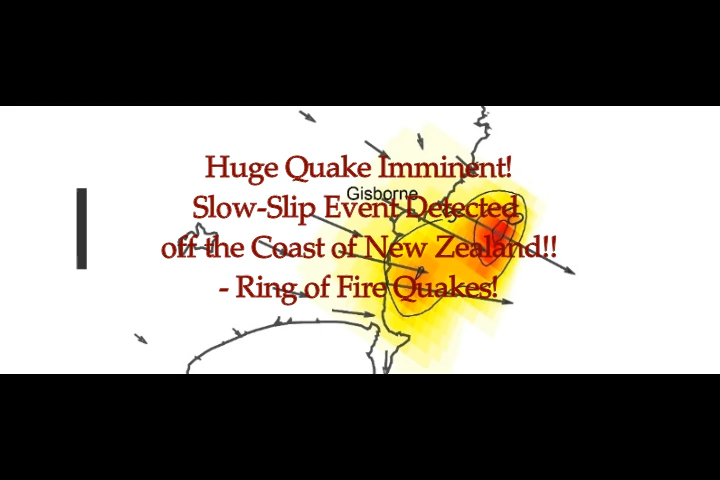 Huge Quake Imminent!
Gisborne
Slow-Slip Event Detected
off the Coast of New Zealand!!
- Ring of Fire Quakes!